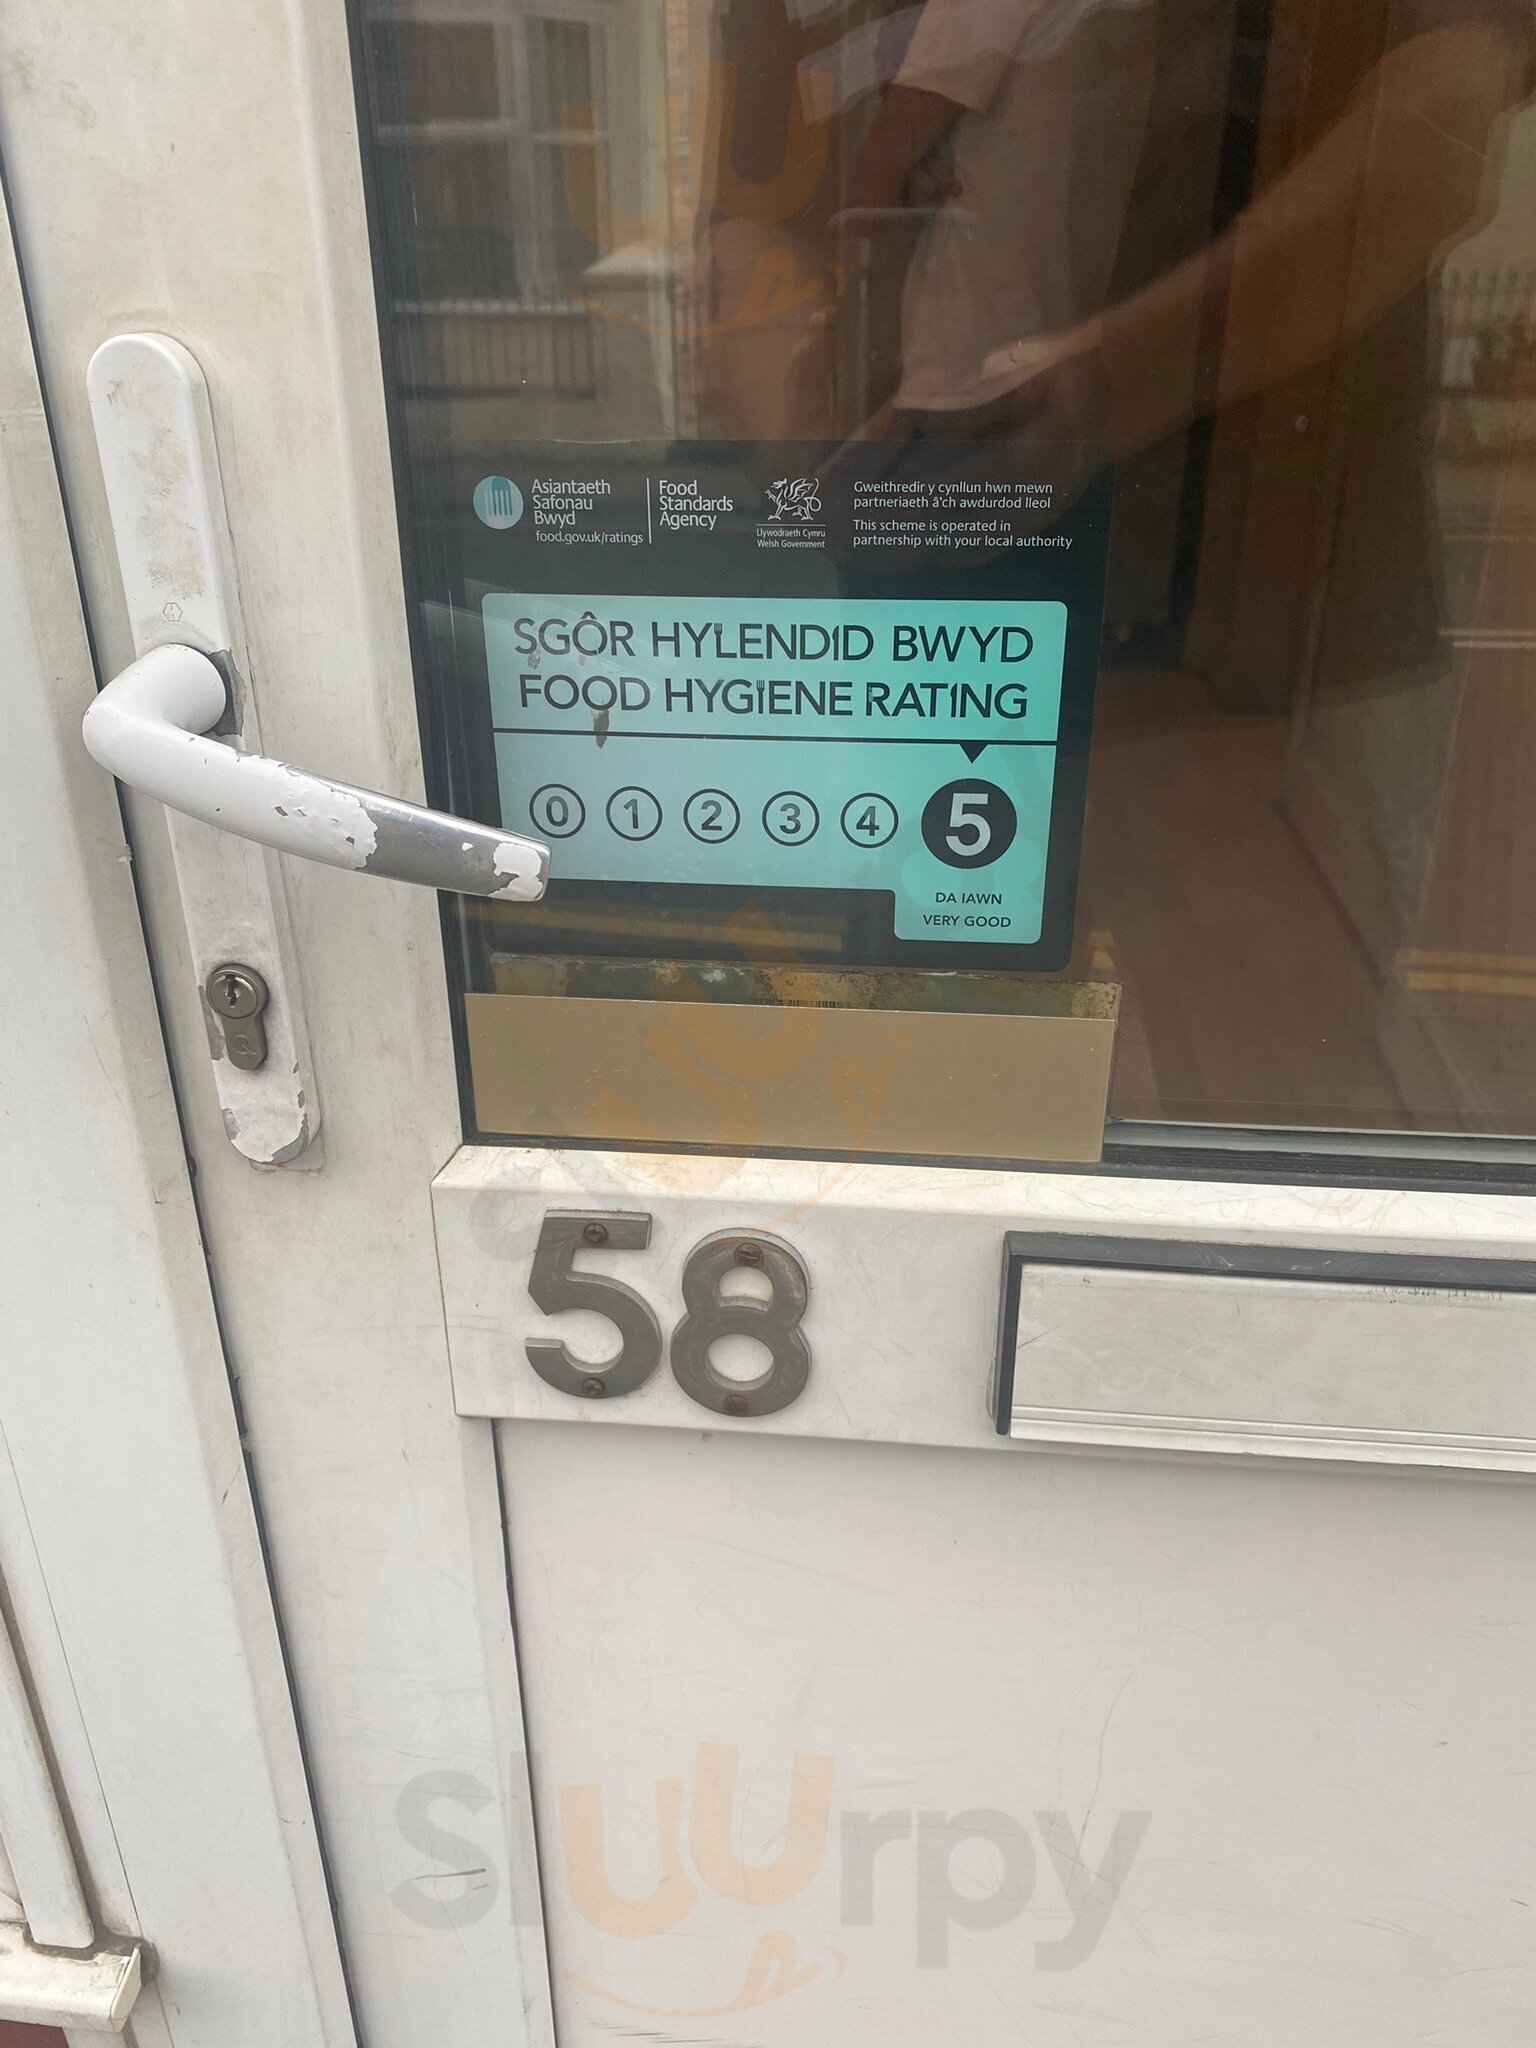 Asiantaeth
Safonau
Bwyd
food.gov.uk/ratings
Food
Standards
Agency
Llywodraeth Cymru
Welsh Government
Gweithredir y cynllun hwn mewn
partneriaeth â'ch awdurdod lleol
This scheme is operated in
partnership with your local authority
SGÔR HYLENDID BWYD
FOOD HYGIENE RATING
0 1 2 3 4 5
DA IAWN
VERY GOOD
58
sluurpy